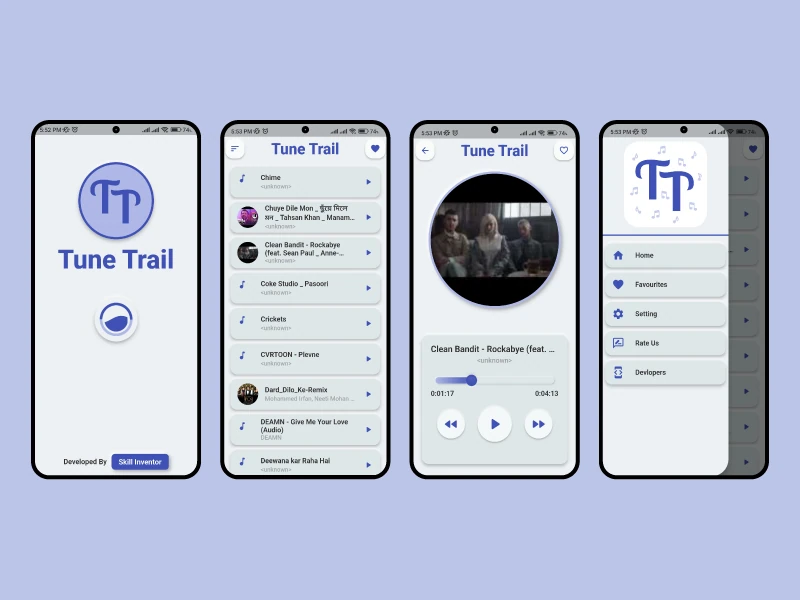 5:52 PM
74
TT
Tune Trail
Developed By Skill Inventor
5:53 PM
74
Tune Trail
Chime
<unknown>
Chuye Dile Mon _ ছুঁয়ে দিলে
মন _ Tahsan Khan _ Manam...
<unknown>
Clean Bandit - Rockabye
(feat. Sean Paul _ Anne-...
<unknown>
Coke Studio _ Pasoori
<unknown>
Crickets
<unknown>
CVRTOON - Plevne
<unknown>
Dard_Dilo_Ke-Remix
Mohammed Irfan, Neeti Mohan ...
DEAMN - Give Me Your Love
(Audio)
DEAMN
Deewana kar Raha Hai
<unknown>
5:53 PM
74
Tune Trail
Clean Bandit - Rockabye (feat. ...
<unknown>
0:01:17
0:04:13
5:53 PM
74
TT
Home
Favourites
Setting
Rate Us
Devlopers